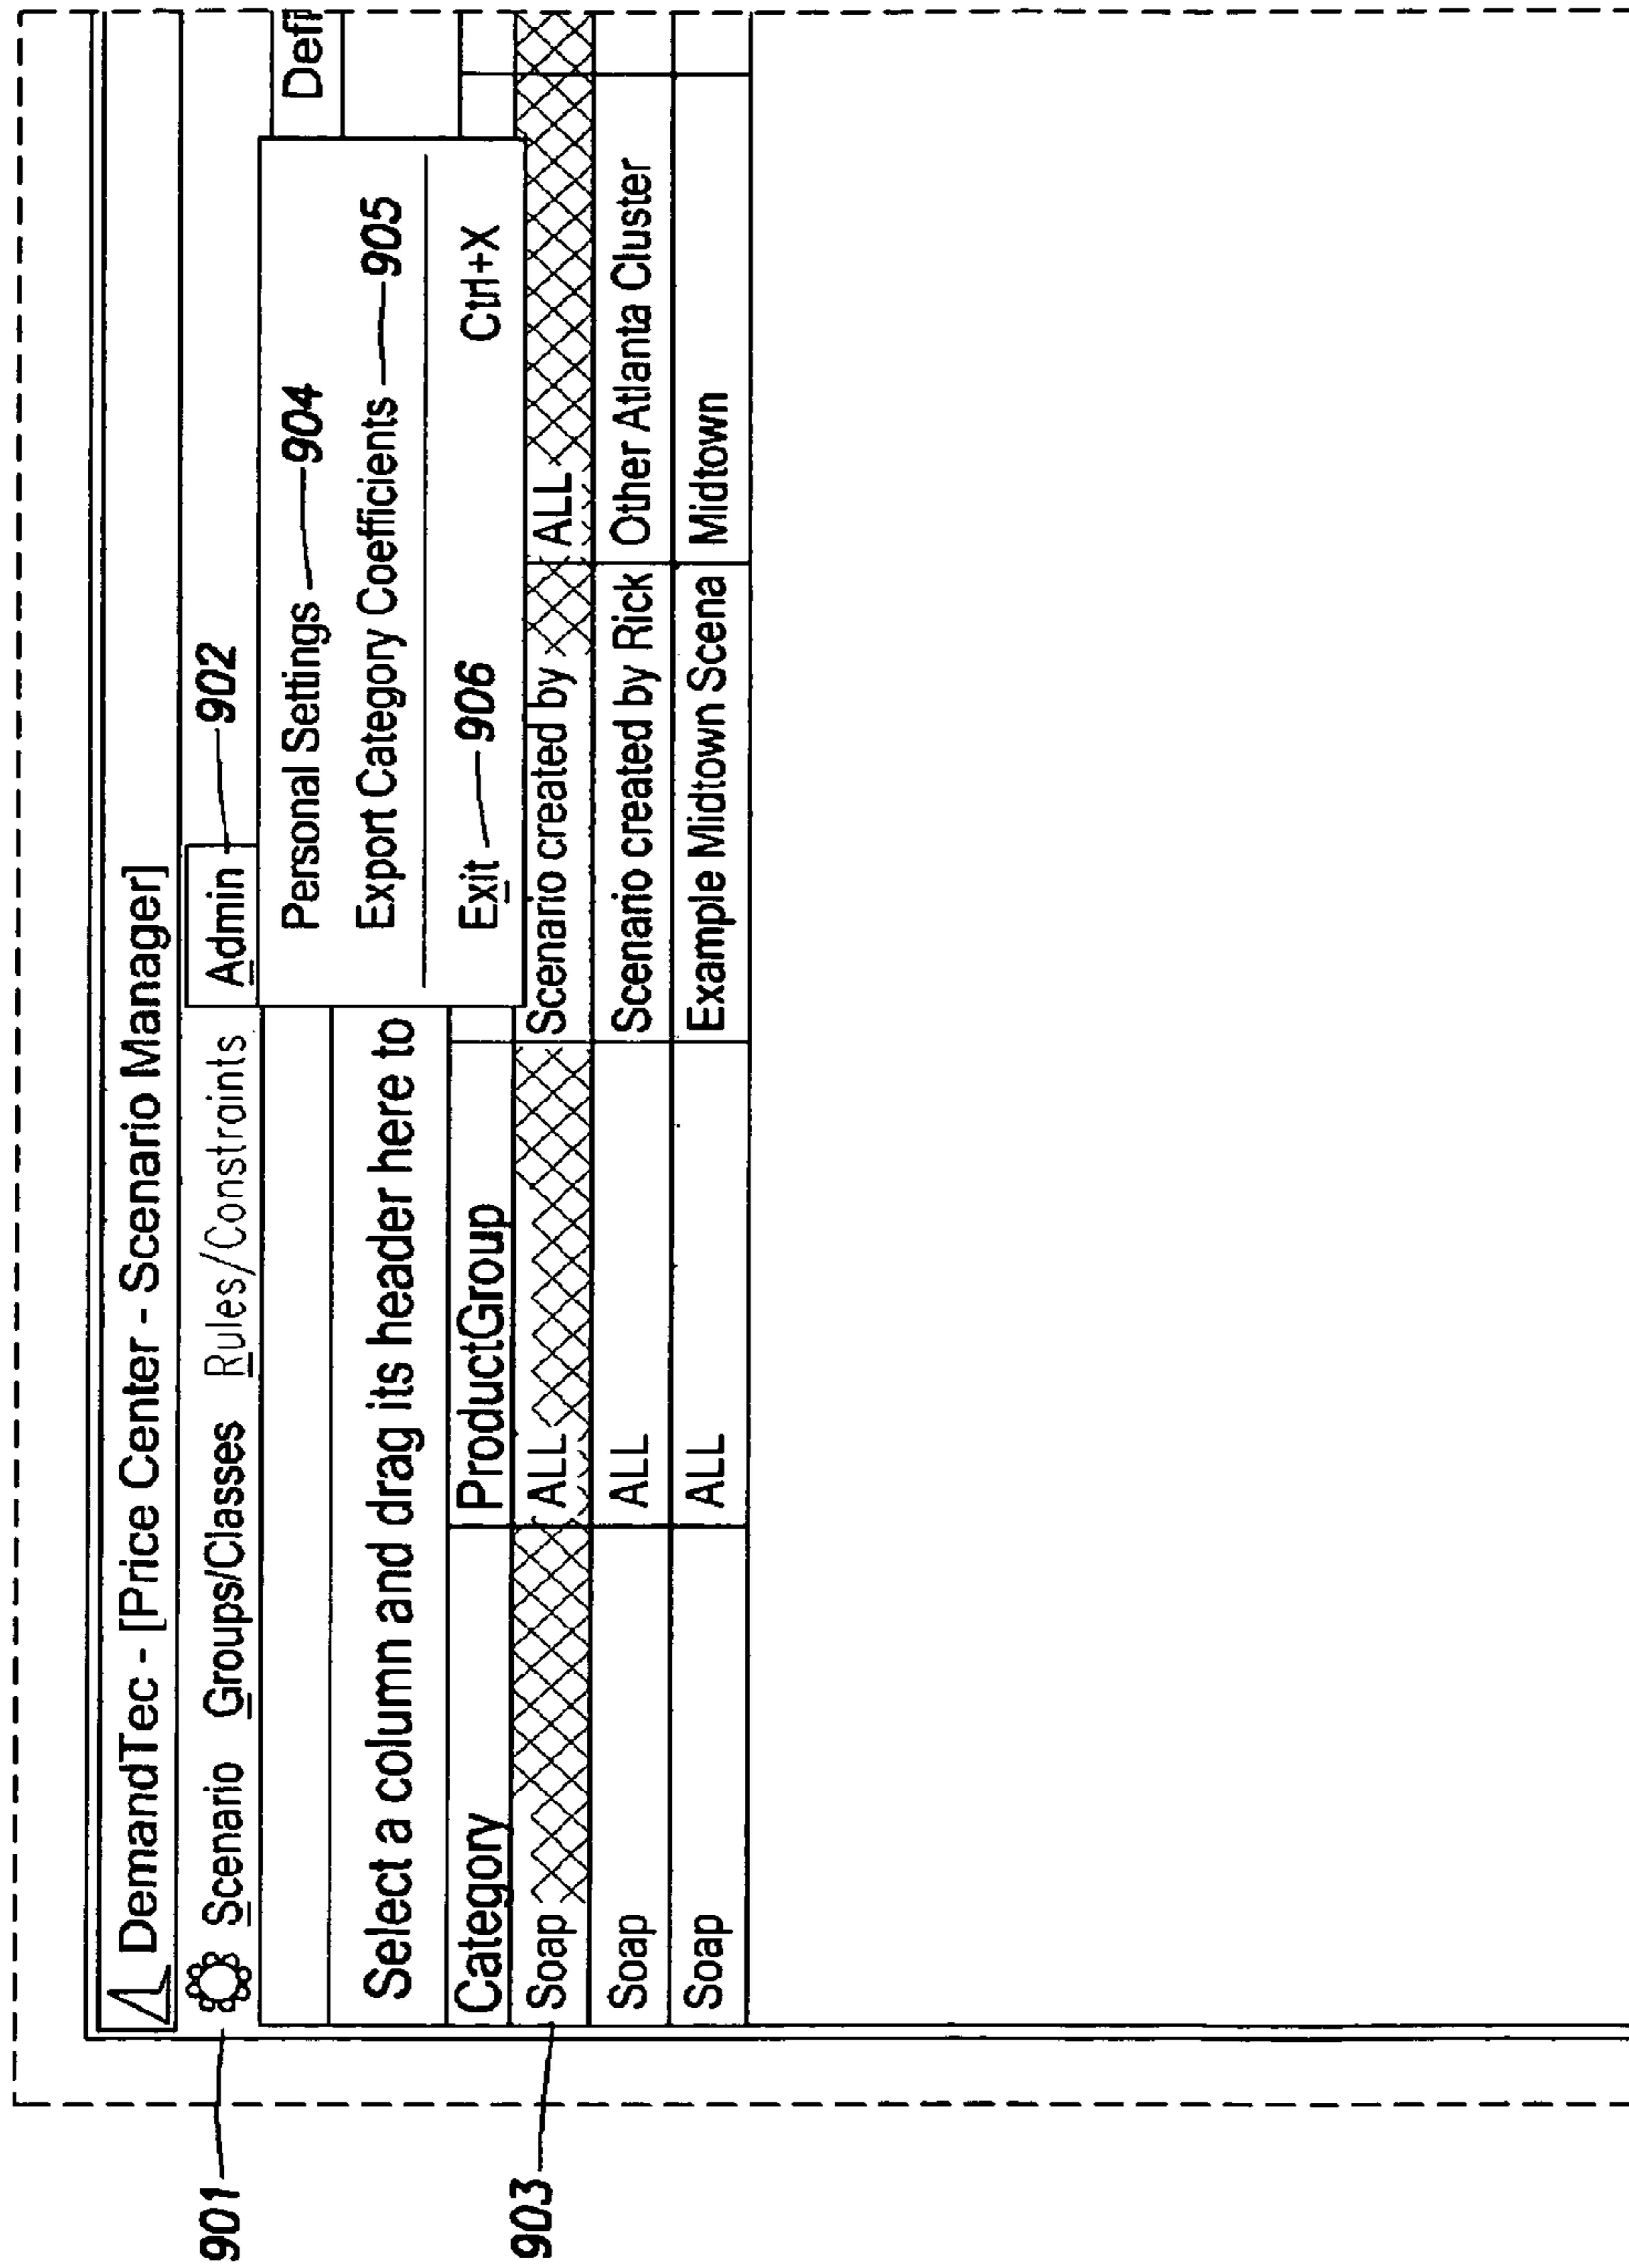 DemandTec - [Price Center - Scenario Manager]
901 Scenario Groups/Classes Rules/Constraints Admin 902
Personal Settings 904
Select a column and drag its header here to
Export Category Coefficients 905
Category ProductGroup
Exit 906 Ctrl+X
903 Soap ALL Scenario created by ALL
Soap ALL Scenario created by Rick Other Atlanta Cluster
Soap ALL Example Midtown Scena Midtown